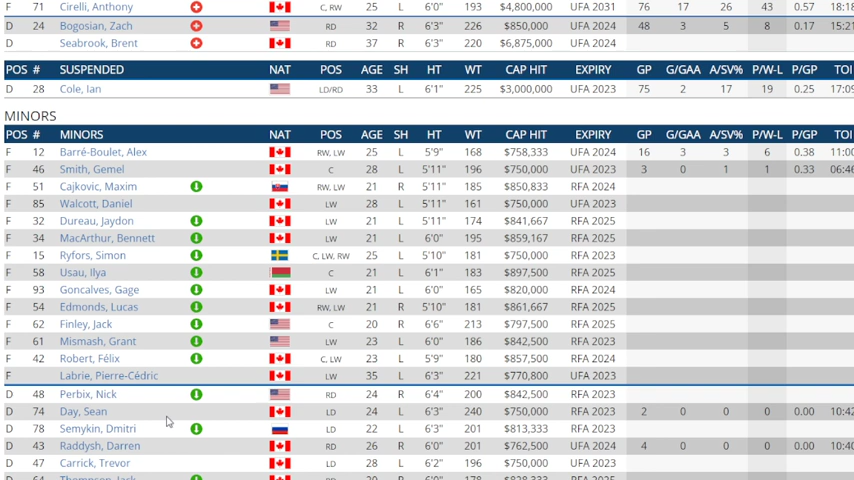 F 71 Cirelli, Anthony C, RW 25 L 6'0" 193 $4,800,000 UFA 2031 76 17 26 43 0.57 18:18
D 24 Bogosian, Zach RD 32 R 6'3" 226 $850,000 UFA 2024 48 3 5 8 0.17 15:21
D Seabrook, Brent RD 37 R 6'3" 220 $6,875,000 UFA 2024
POS # SUSPENDED NAT POS AGE SH HT WT CAP HIT EXPIRY GP G/GAA A/SV% P/W-L P/GP TOI
D 28 Cole, Ian LD/RD 33 L 6'1" 225 $3,000,000 UFA 2023 75 2 17 19 0.25 17:09
MINORS
POS # MINORS NAT POS AGE SH HT WT CAP HIT EXPIRY GP G/GAA A/SV% P/W-L P/GP TOI
F 12 Barré-Boulet, Alex RW, LW 25 L 5'9" 168 $758,333 UFA 2024 16 3 3 6 0.38 11:00
F 46 Smith, Gemel C 28 L 5'11" 196 $750,000 UFA 2023 3 0 1 1 0.33 06:46
F 51 Cajkovic, Maxim RW, LW 21 R 5'11" 185 $850,833 RFA 2024
F 85 Walcott, Daniel LW 28 L 5'11" 161 $750,000 UFA 2023
F 32 Dureau, Jaydon LW 21 L 5'11" 174 $841,667 RFA 2025
F 34 MacArthur, Bennett LW 21 L 6'0" 195 $859,167 RFA 2025
F 15 Ryfors, Simon C, LW, RW 25 L 5'10" 181 $750,000 RFA 2023
F 58 Usau, Ilya C 21 L 6'1" 183 $897,500 RFA 2025
F 93 Goncalves, Gage LW 21 L 6'0" 165 $820,000 RFA 2024
F 54 Edmonds, Lucas RW, LW 21 R 5'10" 181 $861,667 RFA 2025
F 62 Finley, Jack C 20 R 6'6" 213 $797,500 RFA 2025
F 61 Mismash, Grant LW 23 L 6'0" 186 $842,500 RFA 2023
F 42 Robert, Félix C, LW 23 L 5'9" 180 $857,500 RFA 2024
F Labrie, Pierre-Cédric LW 35 L 6'3" 221 $770,800 UFA 2023
D 48 Perbix, Nick RD 24 R 6'4" 200 $842,500 RFA 2023
D 74 Day, Sean LD 24 L 6'3" 240 $750,000 RFA 2023 2 0 0 0 0.00 10:42
D 78 Semykin, Dmitri LD 22 L 6'3" 201 $813,333 RFA 2023
D 43 Raddysh, Darren RD 26 R 6'0" 201 $762,500 UFA 2024 4 0 0 0 0.00 10:40
D 47 Carrick, Trevor LD 28 L 6'2" 196 $750,000 UFA 2023